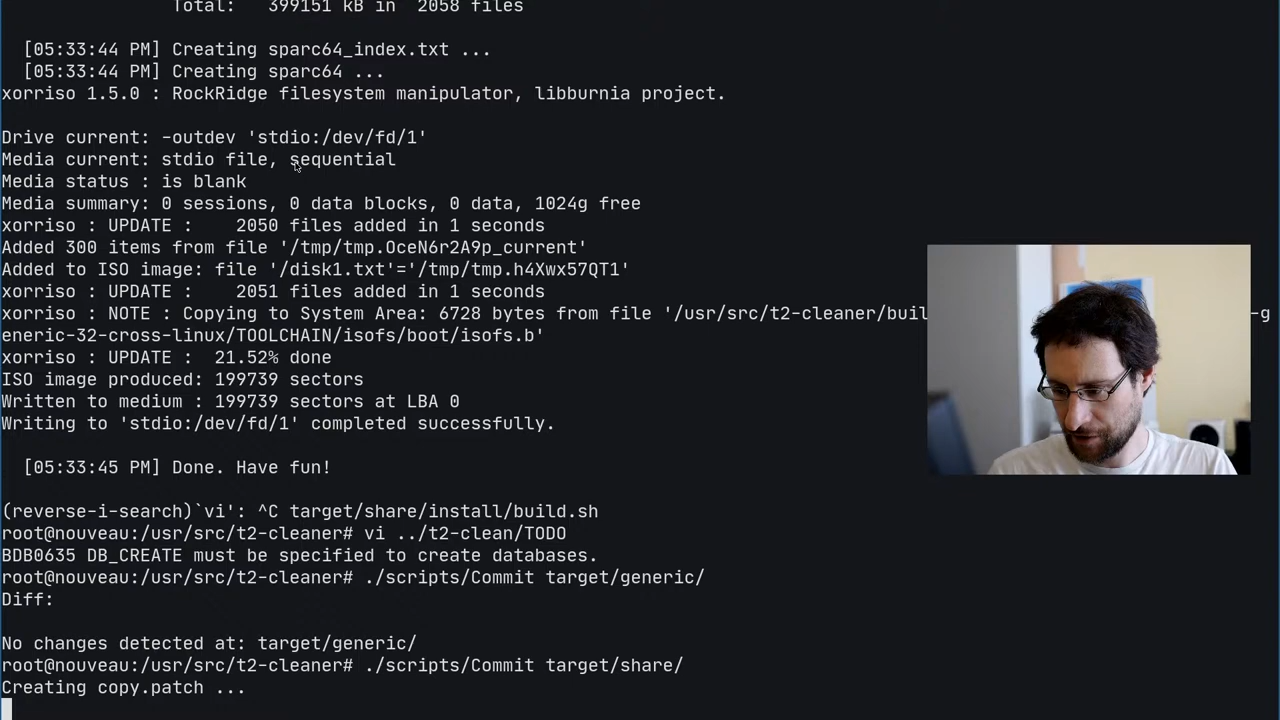 Total:   399151 kB in  2058 files
[05:33:44 PM] Creating sparc64_index.txt ...
[05:33:44 PM] Creating sparc64 ...
xorriso 1.5.0 : RockRidge filesystem manipulator, libburnia project.
Drive current: -outdev 'stdio:/dev/fd/1'
Media current: stdio file, sequential
Media status : is blank
Media summary: 0 sessions, 0 data blocks, 0 data, 1024g free
xorriso : UPDATE :    2050 files added in 1 seconds
Added 300 items from file '/tmp/tmp.OceN6r2A9p_current'
Added to ISO image: file '/disk1.txt'='/tmp/tmp.h4Xwx57QT1'
xorriso : UPDATE :    2051 files added in 1 seconds
xorriso : NOTE : Copying to System Area: 6728 bytes from file '/usr/src/t2-cleaner/buil -g
eneric-32-cross-linux/TOOLCHAIN/isofs/boot/isofs.b'
xorriso : UPDATE :  21.52% done
ISO image produced: 199739 sectors
Written to medium : 199739 sectors at LBA 0
Writing to 'stdio:/dev/fd/1' completed successfully.
[05:33:45 PM] Done. Have fun!
(reverse-i-search)`vi': ^C target/share/install/build.sh
root@nouveau:/usr/src/t2-cleaner# vi ../t2-clean/TODO
BDB0635 DB_CREATE must be specified to create databases.
root@nouveau:/usr/src/t2-cleaner# ./scripts/Commit target/generic/
Diff:
No changes detected at: target/generic/
root@nouveau:/usr/src/t2-cleaner# ./scripts/Commit target/share/
Creating copy.patch ...